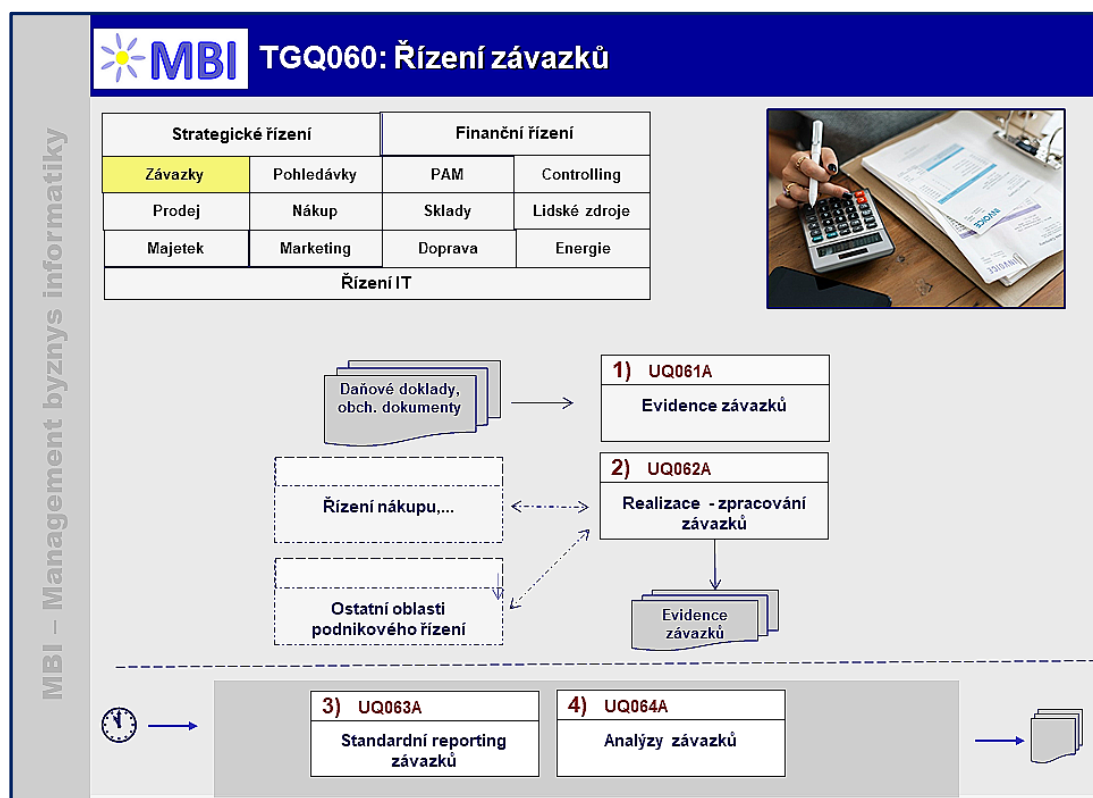 MBI
TGQ060: Řízení závazků
MBI – Management byznys informatiky
Strategické řízení
Finanční řízení
Závazky
Pohledávky
PAM
Controlling
Prodej
Nákup
Sklady
Lidské zdroje
Majetek
Marketing
Doprava
Energie
Řízení IT
INVOICE
INVOICE
Daňové doklady,
obch. dokumenty
1) UQ061A
Evidence závazků
Řízení nákupu,...
2) UQ062A
Realizace - zpracování
závazků
Ostatní oblasti
podnikového řízení
Evidence
závazků
3) UQ063A
Standardní reporting
závazků
4) UQ064A
Analýzy závazků